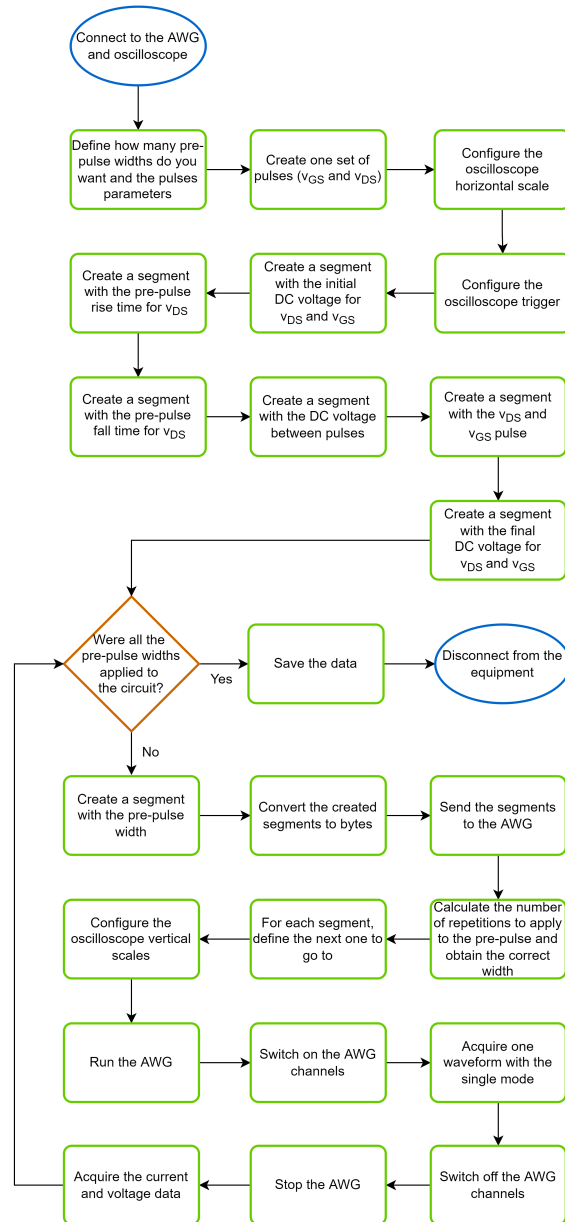 Connect to the AWG
and oscilloscope
Define how many pre-
pulse widths do you
want and the pulses
parameters
Create one set of
pulses (vGS and vDS)
Configure the
oscilloscope
horizontal scale
Create a segment
with the pre-pulse
rise time for vDS
Create a segment
with the initial
DC voltage for
vDS and vGS
Configure the
oscilloscope trigger
Create a segment
with the pre-pulse
fall time for vDS
Create a segment
with the DC voltage
between pulses
Create a segment
with the vDS and
vGS pulse
Create a segment
with the final
DC voltage for
vDS and vGS
Were all the
pre-pulse widths
applied to
the circuit?
Yes
Save the data
Disconnect from the
equipment
No
Create a segment
with the pre-pulse
width
Convert the created
segments to bytes
Send the segments
to the AWG
Configure the
oscilloscope vertical
scales
For each segment,
define the next one to
go to
Calculate the number
of repetitions to apply
to the pre-pulse and
obtain the correct
width
Run the AWG
Switch on the AWG
channels
Acquire one
waveform with the
single mode
Acquire the current
and voltage data
Stop the AWG
Switch off the AWG
channels